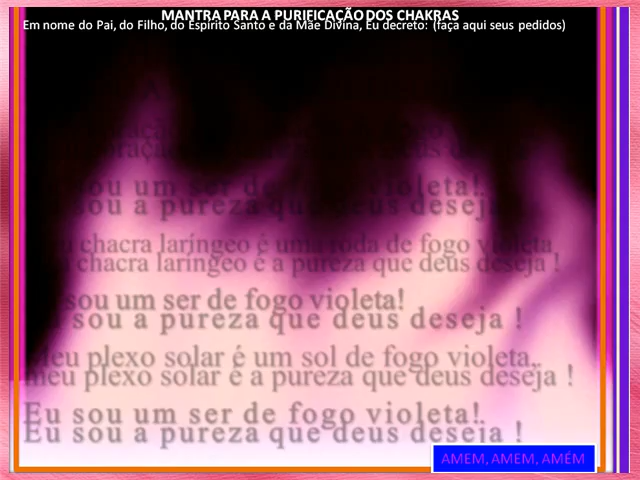 MANTRA PARA A PURIFICAÇÃO DOS CHAKRAS
Em nome do Pai, do Filho, do Espírito Santo e da Mãe Divina, Eu decreto: (faça aqui seus pedidos)
sou um ser de fogo violeta!
sou a pureza que deus deseja
chacra laríngeo é uma roda de fogo violeta
chacra laríngeo é a pureza que deus deseja !
sou um ser de fogo violeta!
sou a pureza que deus deseja !
Meu plexo solar é um sol de fogo violeta,
meu plexo solar é a pureza que deus deseja !
Eu sou um ser de fogo violeta!
Eu sou a pureza que deus deseja !
AMEM, AMEM, AMÉM